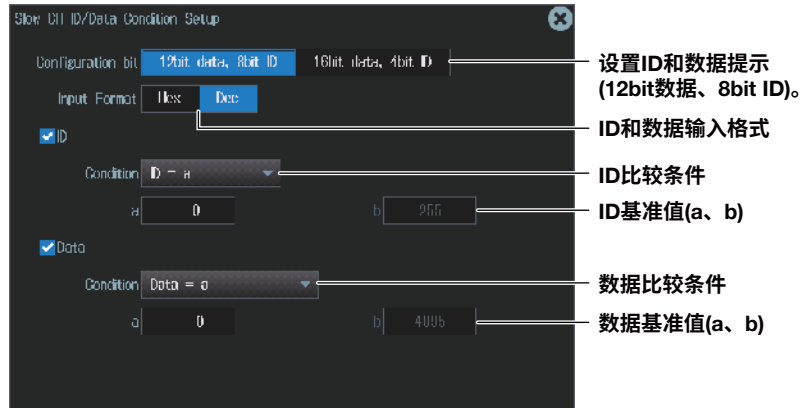 Slow CH ID/Data Condition Setup
Configuration bit 12bit data, 8bit ID 16bit data, 4bit ID
设置ID和数据提示
(12bit数据、8bit ID)。
Input Format Hex Dec
ID和数据输入格式
ID
Condition ID = a
ID比较条件
a 0 b 255
ID基准值(a、b)
Data
Condition Data = a
数据比较条件
a 0 b 4095
数据基准值(a、b)